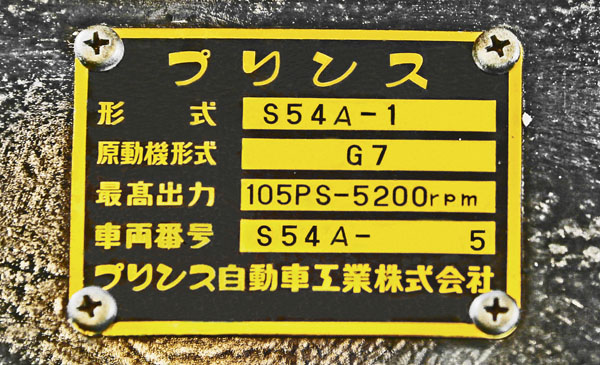 プリンス
形式 S54A-1
原動機形式 G7
最高出力 105PS-5200rpm
車両番号 S54A- 5
プリンス自動車工業株式会社